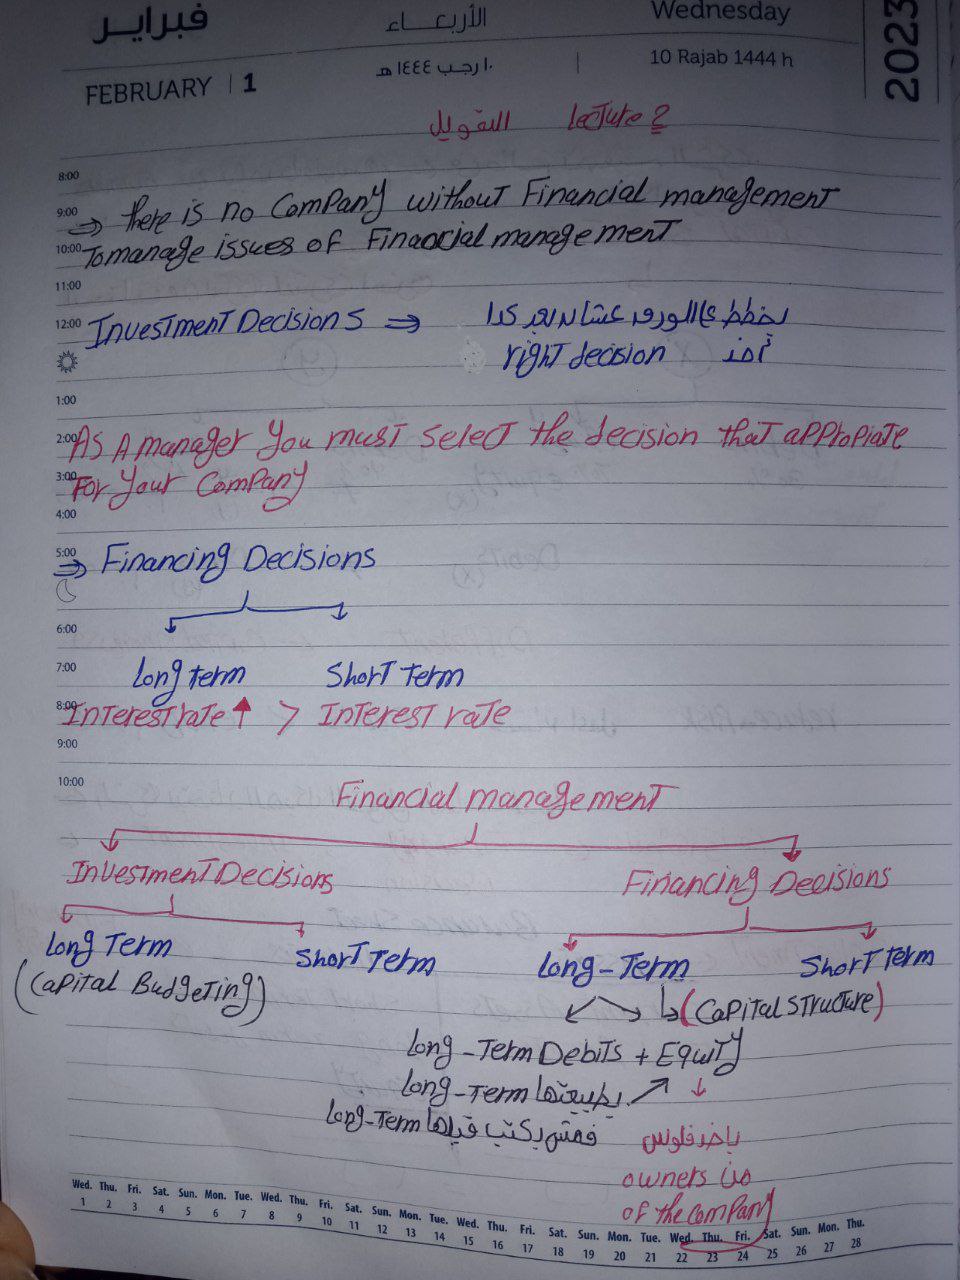 فبراير الأربعاء Wednesday 2023
FEBRUARY 1 ١٠ رجب ١٤٤٤ هـ 10 Rajab 1444 h
التمويل Lecture 2
8:00
9:00 ⇒ there is no Company without Financial management
10:00 To manage issues of Financial management
11:00
12:00 Investment Decisions ⇒ يخطط عالورق عشان بعد كدا
right decision أخد
1:00
2:00 As A manager you must select the decision that appropiate
3:00 For your Company
4:00
5:00 ⇒ Financing Decisions
6:00
7:00 Long term Short Term
8:00 Interest rate ↑ > Interest rate
9:00
10:00
Financial management
Investment Decisions Financing Decisions
Long Term Short Term Long-Term Short Term
(Capital Budgeting) (Capital structure)
Long-Term Debits + Equity
Long-Term بطبيعتها
فمش بكتب قبلها Long-Term
باخد فلوس
من owners
of the company
Wed. Thu. Fri. Sat. Sun. Mon. Tue. Wed. Thu. Fri. Sat. Sun. Mon. Tue. Wed. Thu. Fri. Sat. Sun. Mon. Tue. Wed. Thu. Fri. Sat. Sun. Mon. Thu.
1 2 3 4 5 6 7 8 9 10 11 12 13 14 15 16 17 18 19 20 21 22 23 24 25 26 27 28